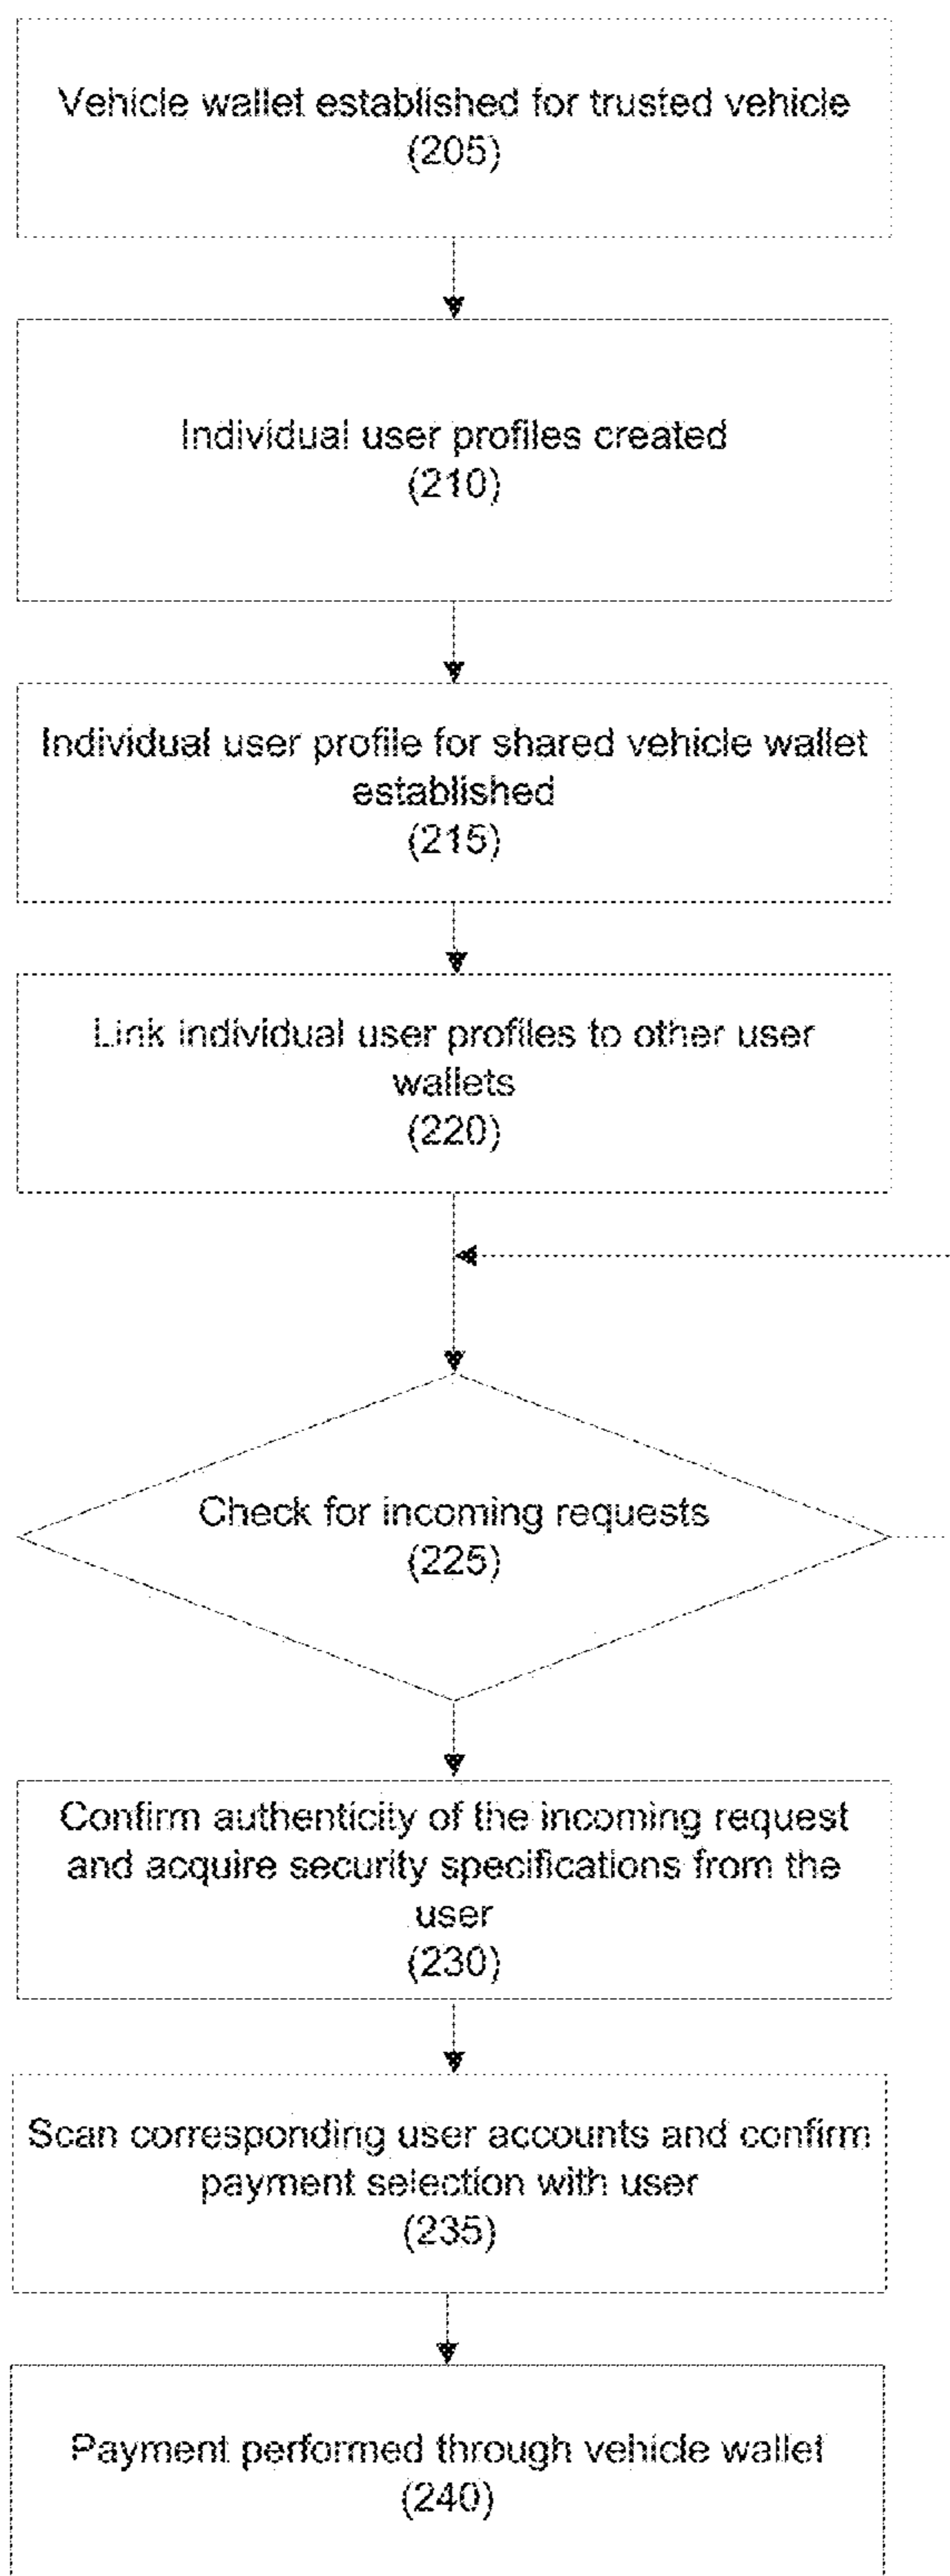 Vehicle wallet established for trusted vehicle
(205)
Individual user profiles created
(210)
Individual user profile for shared vehicle wallet
established
(215)
Link individual user profiles to other user
wallets
(220)
Check for incoming requests
(225)
Confirm authenticity of the incoming request
and acquire security specifications from the
user
(230)
Scan corresponding user accounts and confirm
payment selection with user
(235)
Payment performed through vehicle wallet
(240)